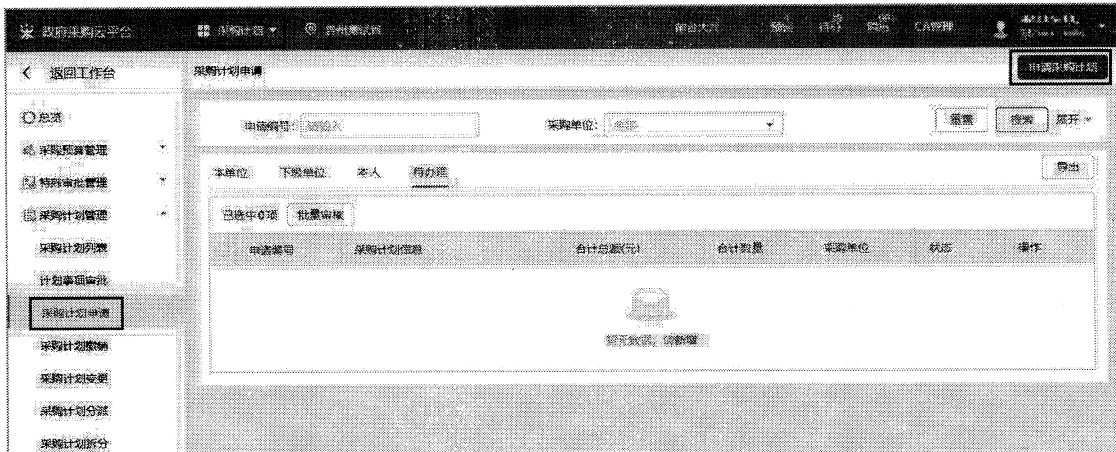 政府采购云平台 采购计划 CA管理
返回工作台 采购计划申请 申请采购计划
总览
申请编号: 请输入 采购单位: 重置 搜索 展开
采购预算管理
特殊审批管理
本单位 下级单位 本人 待办理 导出
采购计划管理
已选中0项 批量审核
采购计划列表
申请编号 采购计划信息 合计总额(元) 合计数量 采购单位 状态 操作
计划事项审批
采购计划申请
采购计划撤销
暂无数据, 请新增
采购计划变更
采购计划分派
采购计划拆分